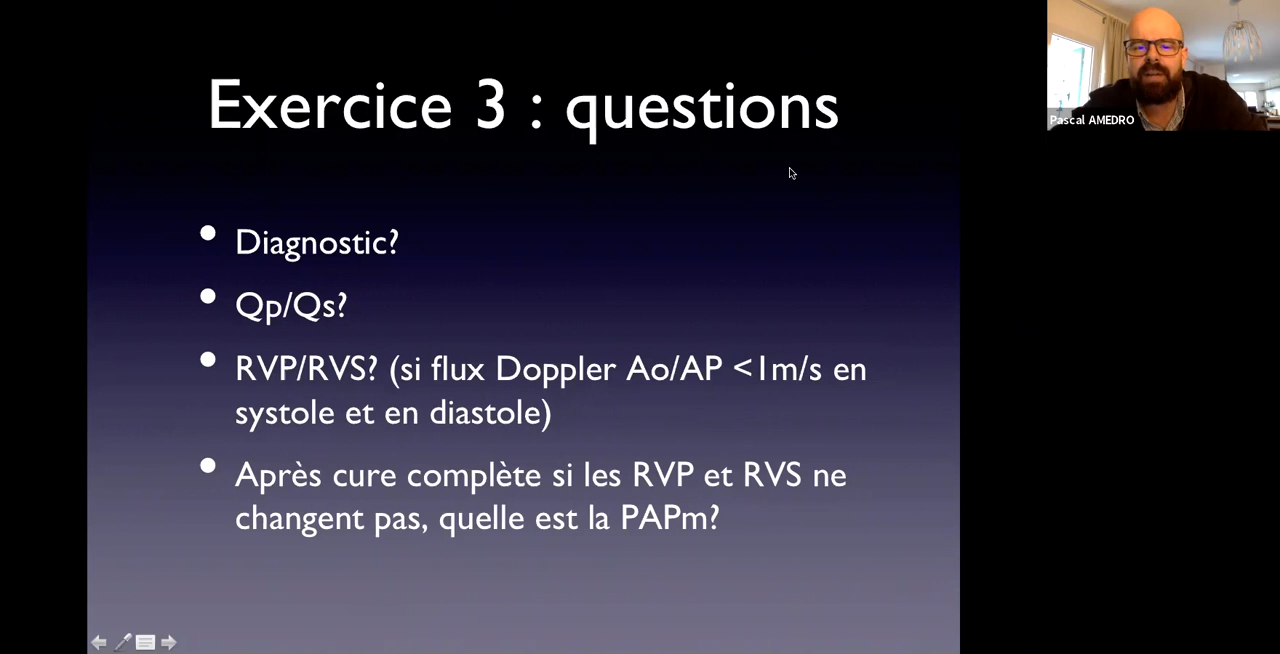 Exercice 3 : questions
Pascal AMEDRO
• Diagnostic?
• Qp/Qs?
• RVP/RVS? (si flux Doppler Ao/AP <1m/s en
systole et en diastole)
• Après cure complète si les RVP et RVS ne
changent pas, quelle est la PAPm?